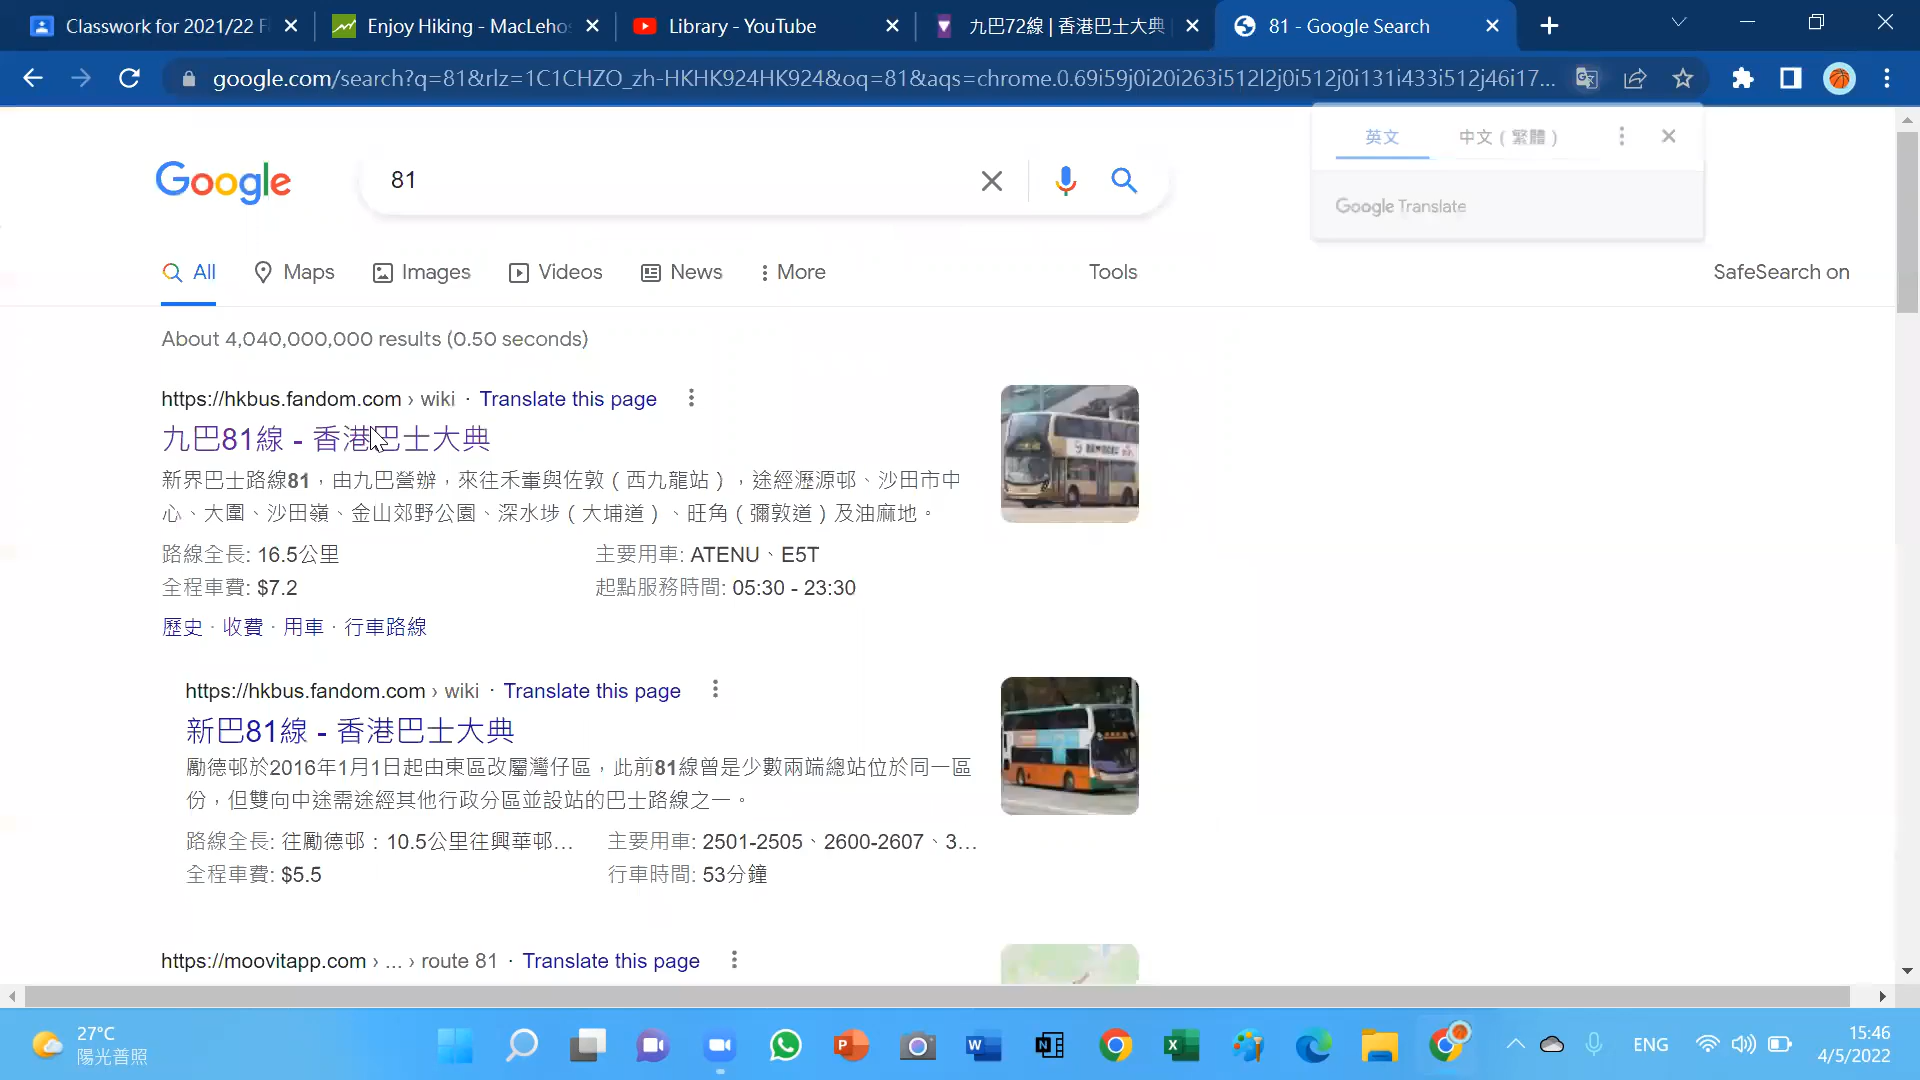 Classwork for 2021/22 F
Enjoy Hiking - MacLeho
Library - YouTube
九巴72線 | 香港巴士大典 |
81 - Google Search
google.com/search?q=81&rlz=1C1CHZO_zh-HKHK924HK924&oq=81&aqs=chrome.0.69i59j0i20i263i512l2j0i512j0i131i433i512j46i17...
英文
中文 ( 繁體 )
Google Translate
Google
81
All
Maps
Images
Videos
News
More
Tools
SafeSearch on
About 4,040,000,000 results (0.50 seconds)
https://hkbus.fandom.com › wiki · Translate this page
九巴81線 - 香港巴士大典
新界巴士路線81，由九巴營辦，來往禾輋與佐敦（西九龍站），途經瀝源邨、沙田市中
心、大圍、沙田嶺、金山郊野公園、深水埗（大埔道）、旺角（彌敦道）及油麻地。
路線全長: 16.5公里
主要用車: ATENU、E5T
全程車費: $7.2
起點服務時間: 05:30 - 23:30
歷史 · 收費 · 用車 · 行車路線
https://hkbus.fandom.com › wiki · Translate this page
新巴81線 - 香港巴士大典
勵德邨於2016年1月1日起由東區改屬灣仔區，此前81線曾是少數兩端總站位於同一區
份，但雙向中途需途經其他行政分區並設站的巴士路線之一。
路線全長: 往勵德邨：10.5公里往興華邨...
主要用車: 2501-2505、2600-2607、3...
全程車費: $5.5
行車時間: 53分鐘
https://moovitapp.com › ... › route 81 · Translate this page
27°C
陽光普照
ENG
15:46
4/5/2022